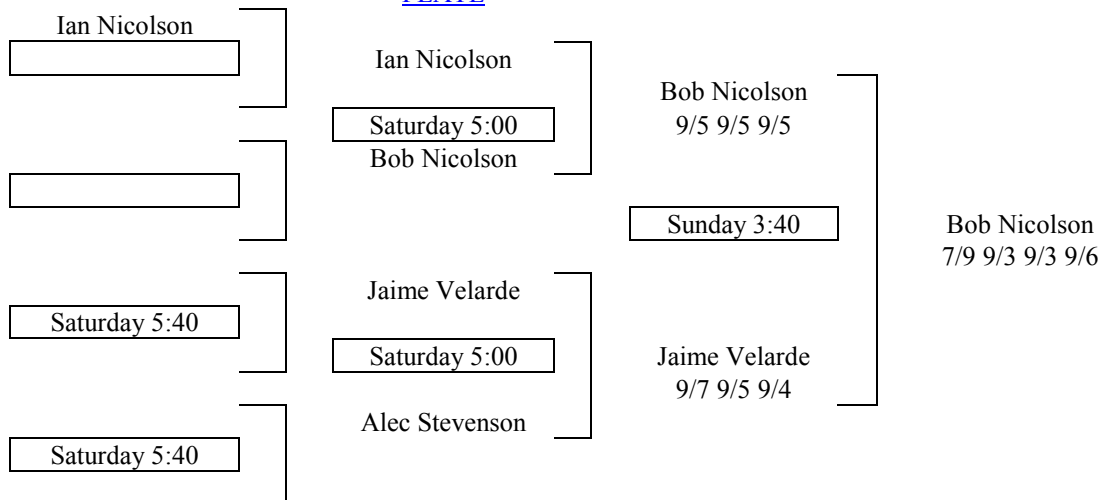 Ian Nicolson
Ian Nicolson
Bob Nicolson
9/5 9/5 9/5
Saturday 5:00
Bob Nicolson
Sunday 3:40
Bob Nicolson
7/9 9/3 9/3 9/6
Jaime Velarde
Saturday 5:40
Saturday 5:00
Jaime Velarde
9/7 9/5 9/4
Alec Stevenson
Saturday 5:40